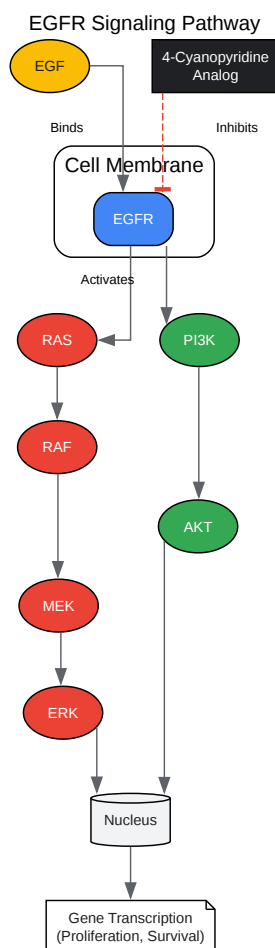 EGFR Signaling Pathway
EGF
4-Cyanopyridine
Analog
Binds
Inhibits
Cell Membrane
EGFR
Activates
RAS
PI3K
RAF
AKT
MEK
ERK
Nucleus
Gene Transcription
(Proliferation, Survival)